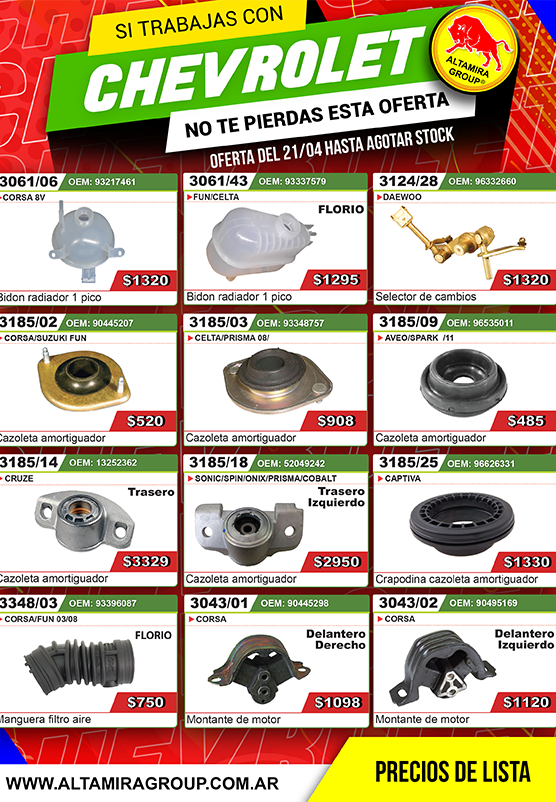 SI TRABAJAS CON
CHEVROLET
ALTAMIRA
GROUP®
NO TE PIERDAS ESTA OFERTA
OFERTA DEL 21/04 HASTA AGOTAR STOCK
3061/06 OEM: 93217461
CORSA 8V
$1320
Bidon radiador 1 pico
3061/43 OEM: 93337579
FUN/CELTA
FLORIO
$1295
Bidon radiador 1 pico
3124/28 OEM: 96332660
DAEWOO
$1320
Selector de cambios
3185/02 OEM: 90445207
CORSA/SUZUKI FUN
$520
Cazoleta amortiguador
3185/03 OEM: 93348757
CELTA/PRISMA 08/
$908
Cazoleta amortiguador
3185/09 OEM: 96535011
AVEO/SPARK /11
$485
Cazoleta amortiguador
3185/14 OEM: 13252362
CRUZE
Trasero
$3329
Cazoleta amortiguador
3185/18 OEM: 52049242
SONIC/SPIN/ONIX/PRISMA/COBALT
Trasero
Izquierdo
$2950
Cazoleta amortiguador
3185/25 OEM: 96626331
CAPTIVA
$1330
Crapodina cazoleta amortiguador
3348/03 OEM: 93396087
CORSA/FUN 03/08
FLORIO
$750
Manguera filtro aire
3043/01 OEM: 90445298
CORSA
Delantero
Derecho
$1098
Montante de motor
3043/02 OEM: 90495169
CORSA
Delantero
Izquierdo
$1120
Montante de motor
WWW.ALTAMIRAGROUP.COM.AR
PRECIOS DE LISTA